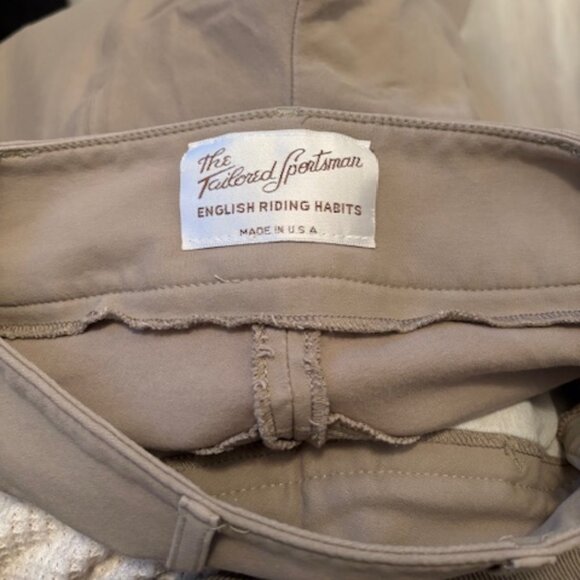 The
Tailored Sportsman
ENGLISH RIDING HABITS
MADE IN U.S.A